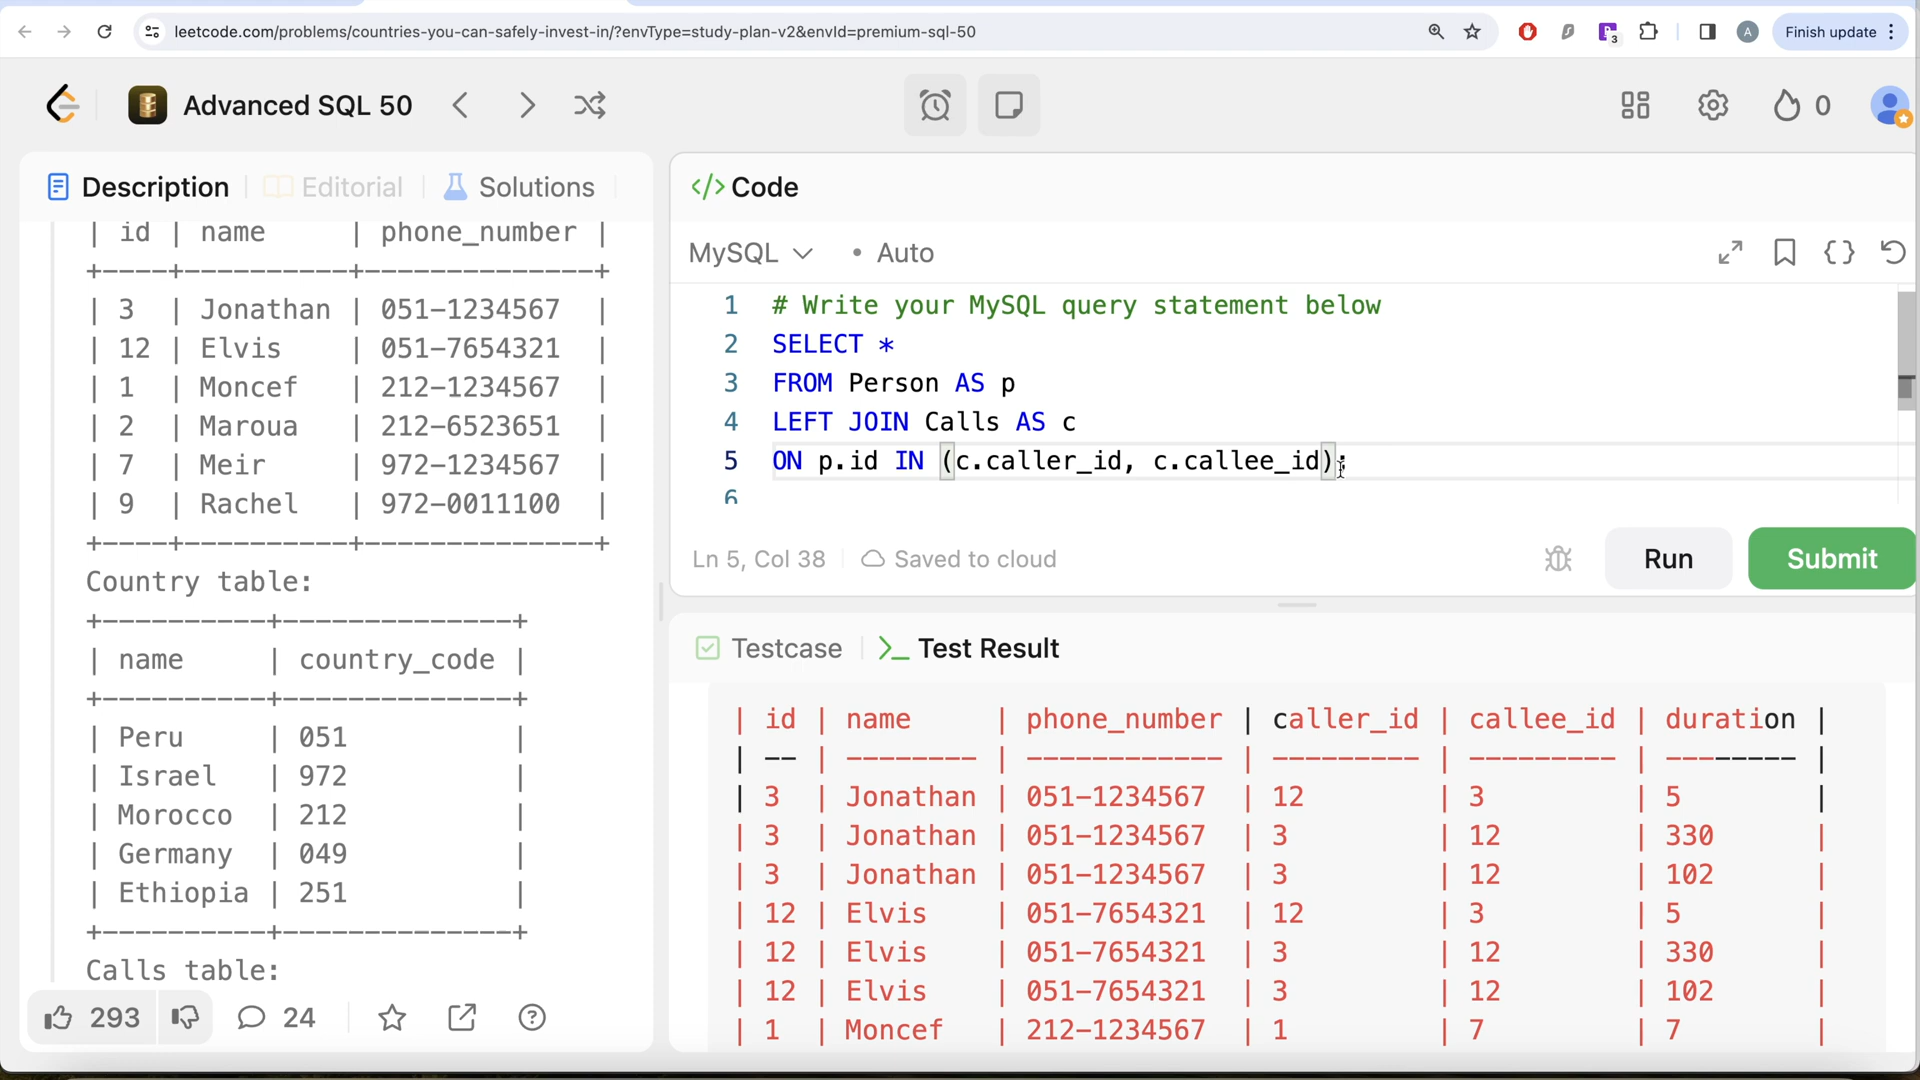 leetcode.com/problems/countries-you-can-safely-invest-in/?envType=study-plan-v2&envId=premium-sql-50
3
A
Finish update
Advanced SQL 50
0
Description
Editorial
Solutions
| id | name | phone_number |
+----+----------+--------------+
| 3 | Jonathan | 051-1234567 |
| 12 | Elvis | 051-7654321 |
| 1 | Moncef | 212-1234567 |
| 2 | Maroua | 212-6523651 |
| 7 | Meir | 972-1234567 |
| 9 | Rachel | 972-0011100 |
+----+----------+--------------+
Country table:
+----------+--------------+
| name | country_code |
+----------+--------------+
| Peru | 051 |
| Israel | 972 |
| Morocco | 212 |
| Germany | 049 |
| Ethiopia | 251 |
+----------+--------------+
Calls table:
293
24
</> Code
MySQL
• Auto
1 # Write your MySQL query statement below
2 SELECT *
3 FROM Person AS p
4 LEFT JOIN Calls AS c
5 ON p.id IN (c.caller_id, c.callee_id);
6
Ln 5, Col 38
Saved to cloud
Run
Submit
Testcase
>_ Test Result
| id | name | phone_number | caller_id | callee_id | duration |
| -- | -------- | ------------ | --------- | --------- | -------- |
| 3 | Jonathan | 051-1234567 | 12 | 3 | 5 |
| 3 | Jonathan | 051-1234567 | 3 | 12 | 330 |
| 3 | Jonathan | 051-1234567 | 3 | 12 | 102 |
| 12 | Elvis | 051-7654321 | 12 | 3 | 5 |
| 12 | Elvis | 051-7654321 | 3 | 12 | 330 |
| 12 | Elvis | 051-7654321 | 3 | 12 | 102 |
| 1 | Moncef | 212-1234567 | 1 | 7 | 7 |